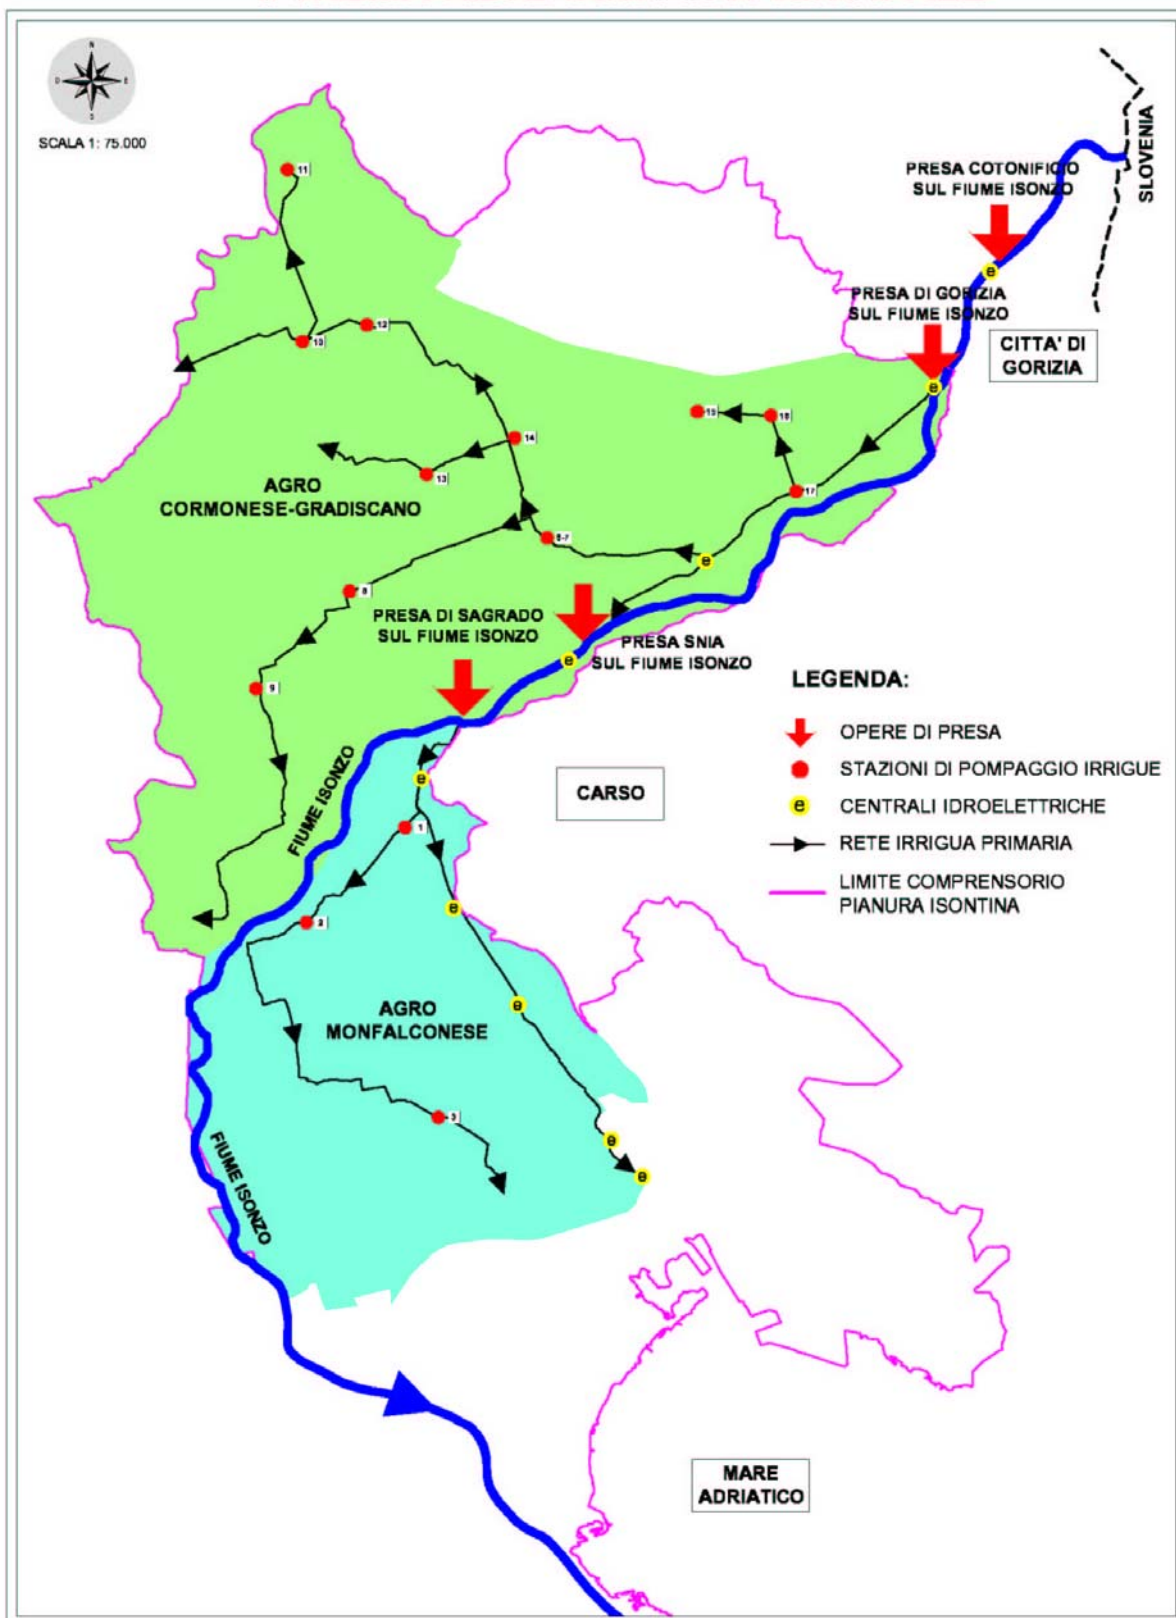 N
O
E
S
SCALA 1: 75.000
SLOVENIA
PRESA COTONIFICIO
SUL FIUME ISONZO
e
PRESA DI GORIZIA
SUL FIUME ISONZO
CITTA' DI
GORIZIA
e
11
12
10
14
13
15
16
17
6-7
e
AGRO
CORMONESE-GRADISCANO
8
9
PRESA DI SAGRADO
SUL FIUME ISONZO
PRESA SNIA
SUL FIUME ISONZO
e
FIUME ISONZO
e
1
2
e
e
CARSO
LEGENDA:
OPERE DI PRESA
STAZIONI DI POMPAGGIO IRRIGUE
e CENTRALI IDROELETTRICHE
RETE IRRIGUA PRIMARIA
LIMITE COMPRENSORIO
PIANURA ISONTINA
AGRO
MONFALCONESE
3
e
e
FIUME ISONZO
MARE
ADRIATICO